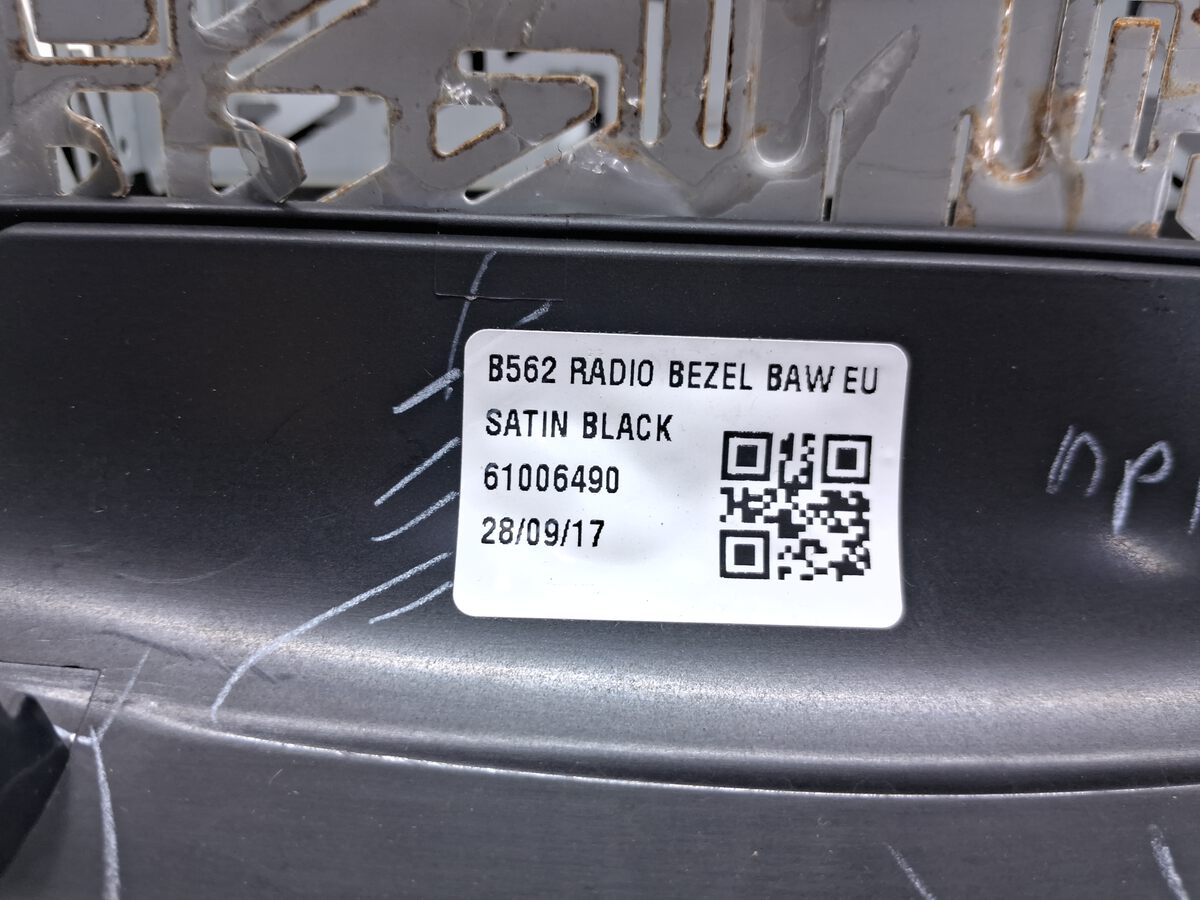 B562 RADIO BEZEL BAW EU
SATIN BLACK
61006490
28/09/17